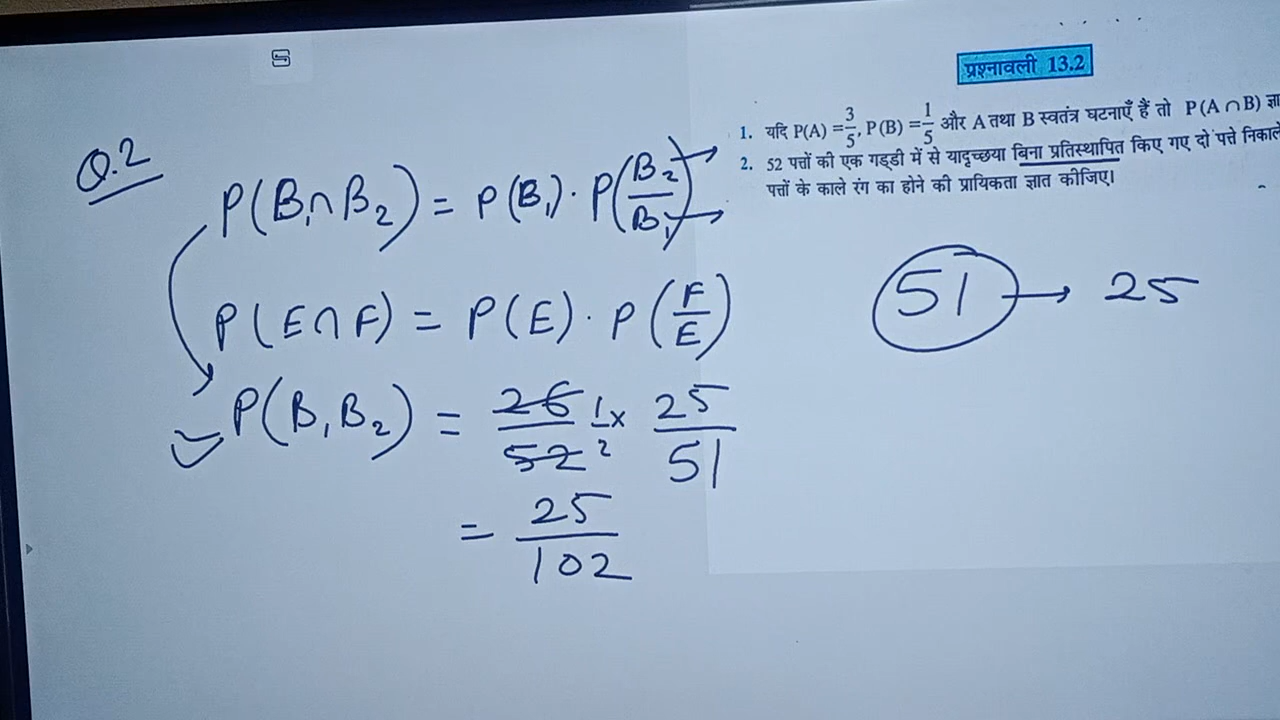 प्रश्नावली 13.2
1. यदि P(A) = 3/5, P(B) = 1/5 और A तथा B स्वतंत्र घटनाएँ हैं तो P(A ∩ B)
2. 52 पत्तों की एक गड्डी में से यादृच्छया बिना प्रतिस्थापित किए गए दो पत्ते
पत्तों के काले रंग का होने की प्रायिकता ज्ञात कीजिए।
Q.2
P(B₁∩B₂) = P(B₁)·P(B₂/B₁)
51 → 25
P(E∩F) = P(E)·P(F/E)
P(B₁B₂) = 26/52 1/2 × 25/51
= 25/102